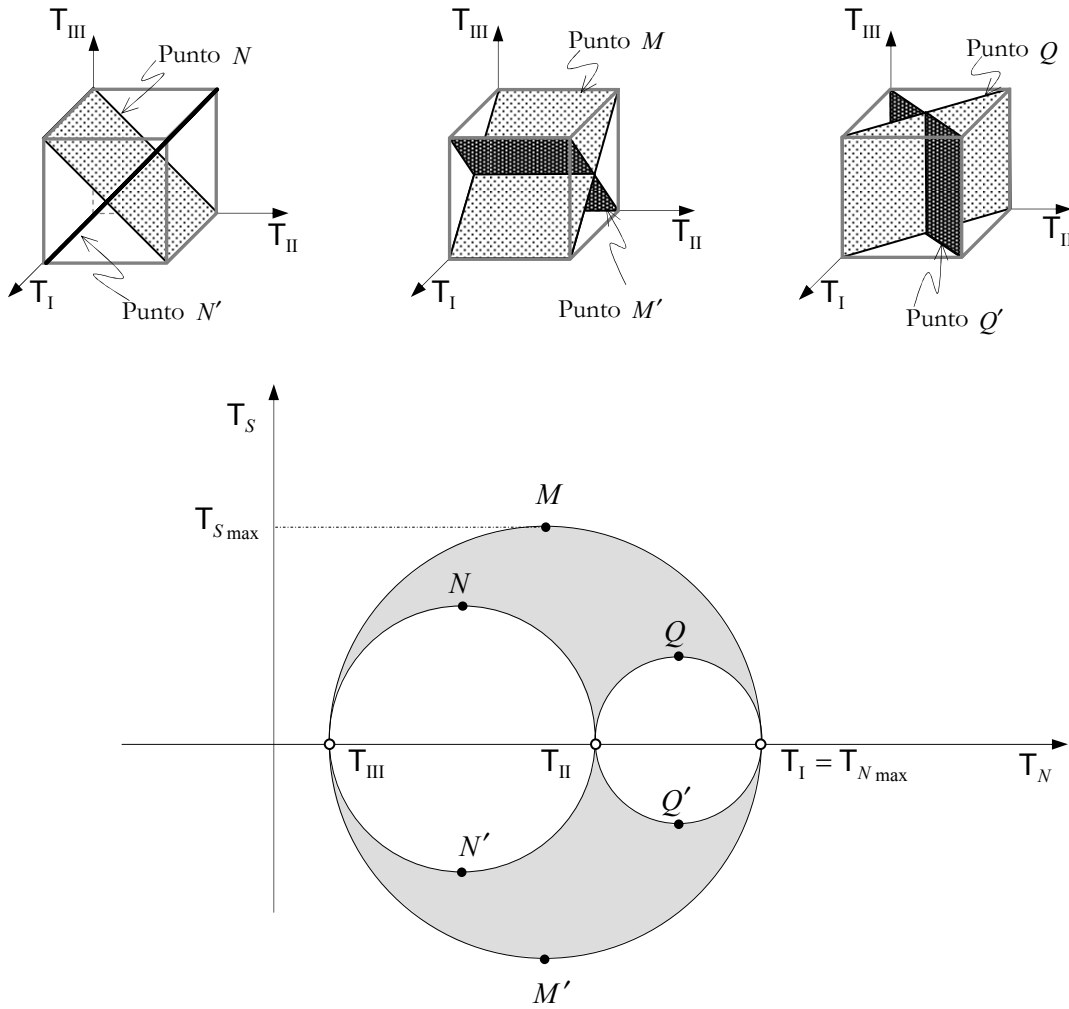 T_III
Punto N
T_II
T_I
Punto N′
T_III
Punto M
T_II
T_I
Punto M′
T_III
Punto Q
T_II
T_I
Punto Q′
T_S
T_S max
M
N
Q
T_III
T_II
T_I = T_N max
T_N
Q′
N′
M′